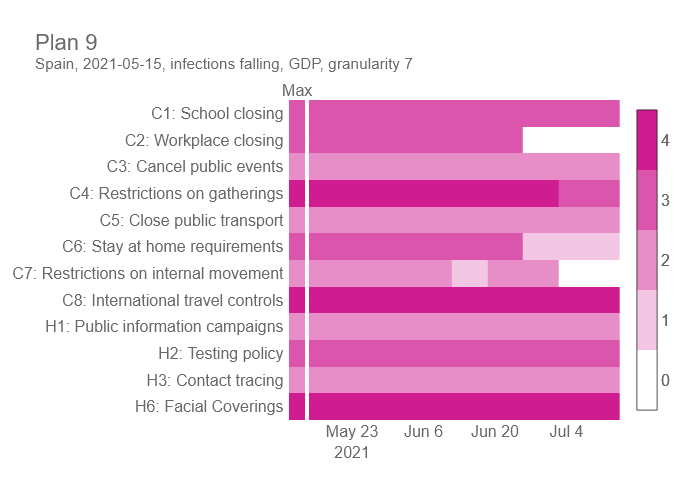 Plan 9
Spain, 2021-05-15, infections falling, GDP, granularity 7
Max
C1: School closing
C2: Workplace closing
C3: Cancel public events
C4: Restrictions on gatherings
C5: Close public transport
C6: Stay at home requirements
C7: Restrictions on internal movement
C8: International travel controls
H1: Public information campaigns
H2: Testing policy
H3: Contact tracing
H6: Facial Coverings
May 23 Jun 6 Jun 20 Jul 4
2021
4
3
2
1
0